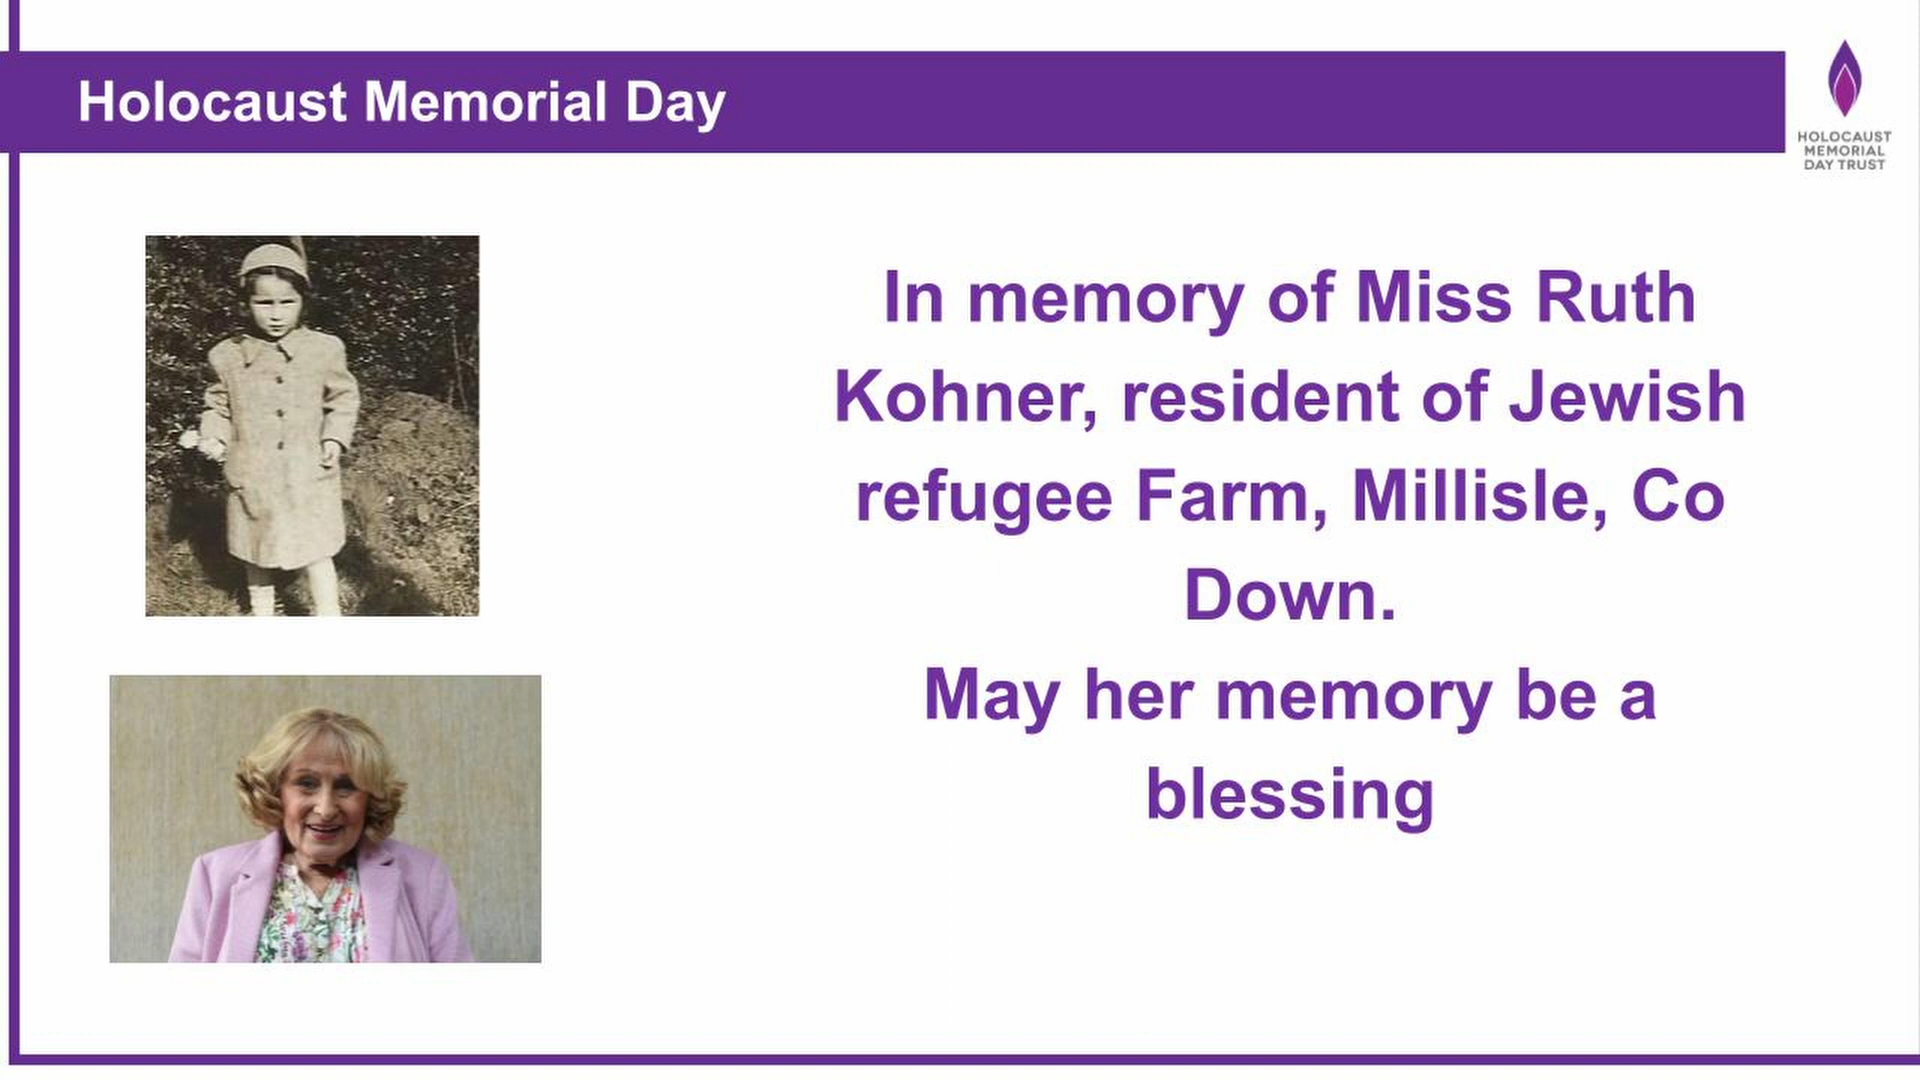 Holocaust Memorial Day
HOLOCAUST
MEMORIAL
DAY TRUST
In memory of Miss Ruth
Kohner, resident of Jewish
refugee Farm, Millisle, Co
Down.
May her memory be a
blessing